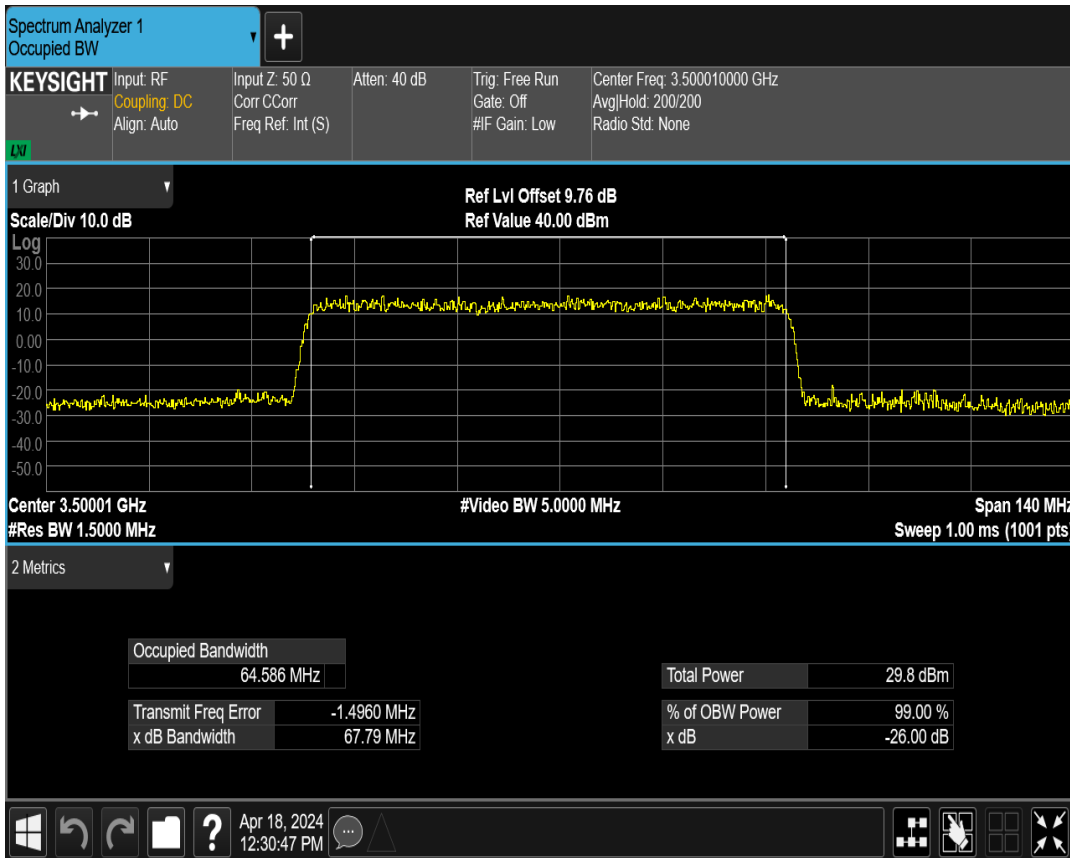 Spectrum Analyzer 1
Occupied BW
KEYSIGHT
LXI
Input: RF
Coupling: DC
Align: Auto
Input Z: 50 Ω
Corr CCorr
Freq Ref: Int (S)
Atten: 40 dB
Trig: Free Run
Gate: Off
#IF Gain: Low
Center Freq: 3.500010000 GHz
Avg|Hold: 200/200
Radio Std: None
1 Graph
Scale/Div 10.0 dB
Ref Lvl Offset 9.76 dB
Ref Value 40.00 dBm
Log
30.0
20.0
10.0
0.00
-10.0
-20.0
-30.0
-40.0
-50.0
Center 3.50001 GHz
#Video BW 5.0000 MHz
Span 140 MHz
#Res BW 1.5000 MHz
Sweep 1.00 ms (1001 pts)
2 Metrics
Occupied Bandwidth
64.586 MHz
Total Power 29.8 dBm
Transmit Freq Error -1.4960 MHz
% of OBW Power 99.00 %
x dB Bandwidth 67.79 MHz
x dB -26.00 dB
Apr 18, 2024
12:30:47 PM